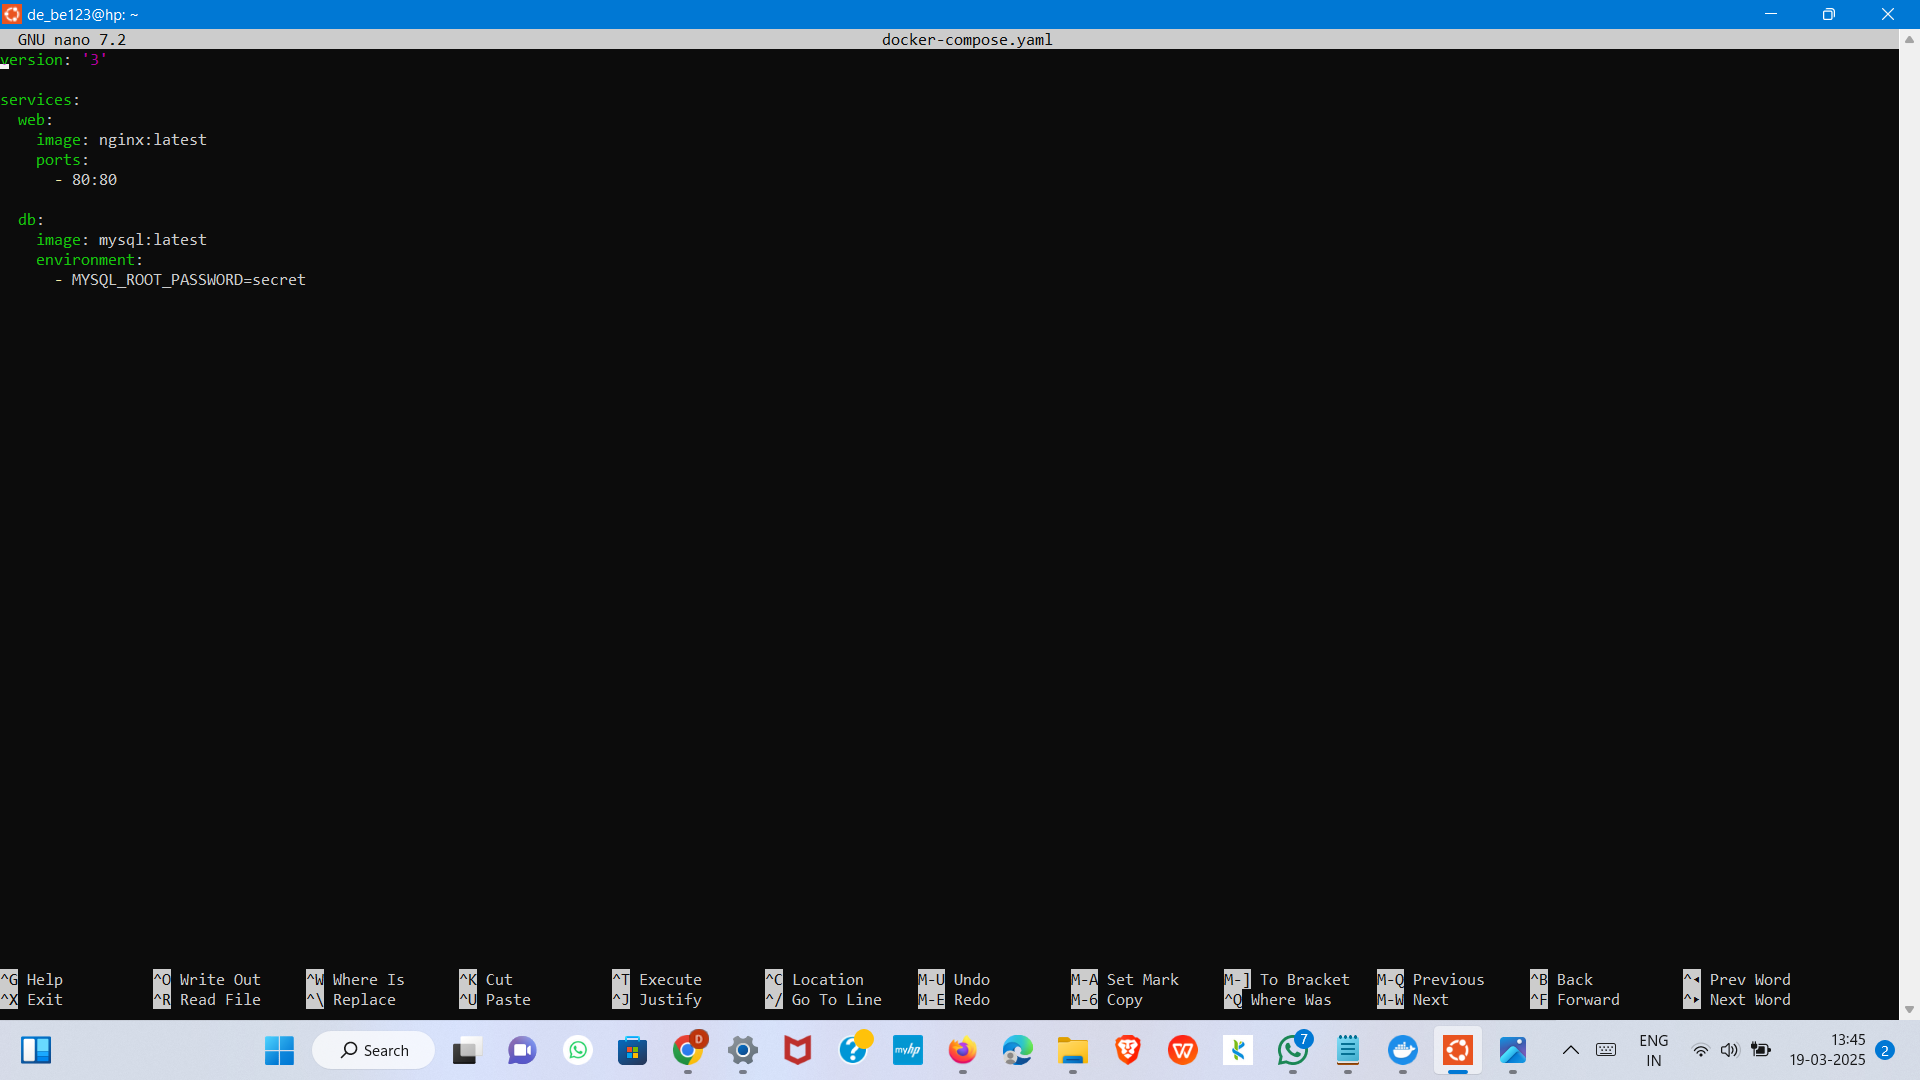 de_be123@hp: ~
GNU nano 7.2 docker-compose.yaml
version: '3'
services:
web:
image: nginx:latest
ports:
- 80:80
db:
image: mysql:latest
environment:
- MYSQL_ROOT_PASSWORD=secret
^G Help ^O Write Out ^W Where Is ^K Cut ^T Execute ^C Location M-U Undo M-A Set Mark M-] To Bracket M-Q Previous ^B Back ^◂ Prev Word
^X Exit ^R Read File ^\ Replace ^U Paste ^J Justify ^/ Go To Line M-E Redo M-6 Copy ^Q Where Was M-W Next ^F Forward ^▸ Next Word
Search
D
myhp
W
7
ENG
IN
13:45
19-03-2025
2